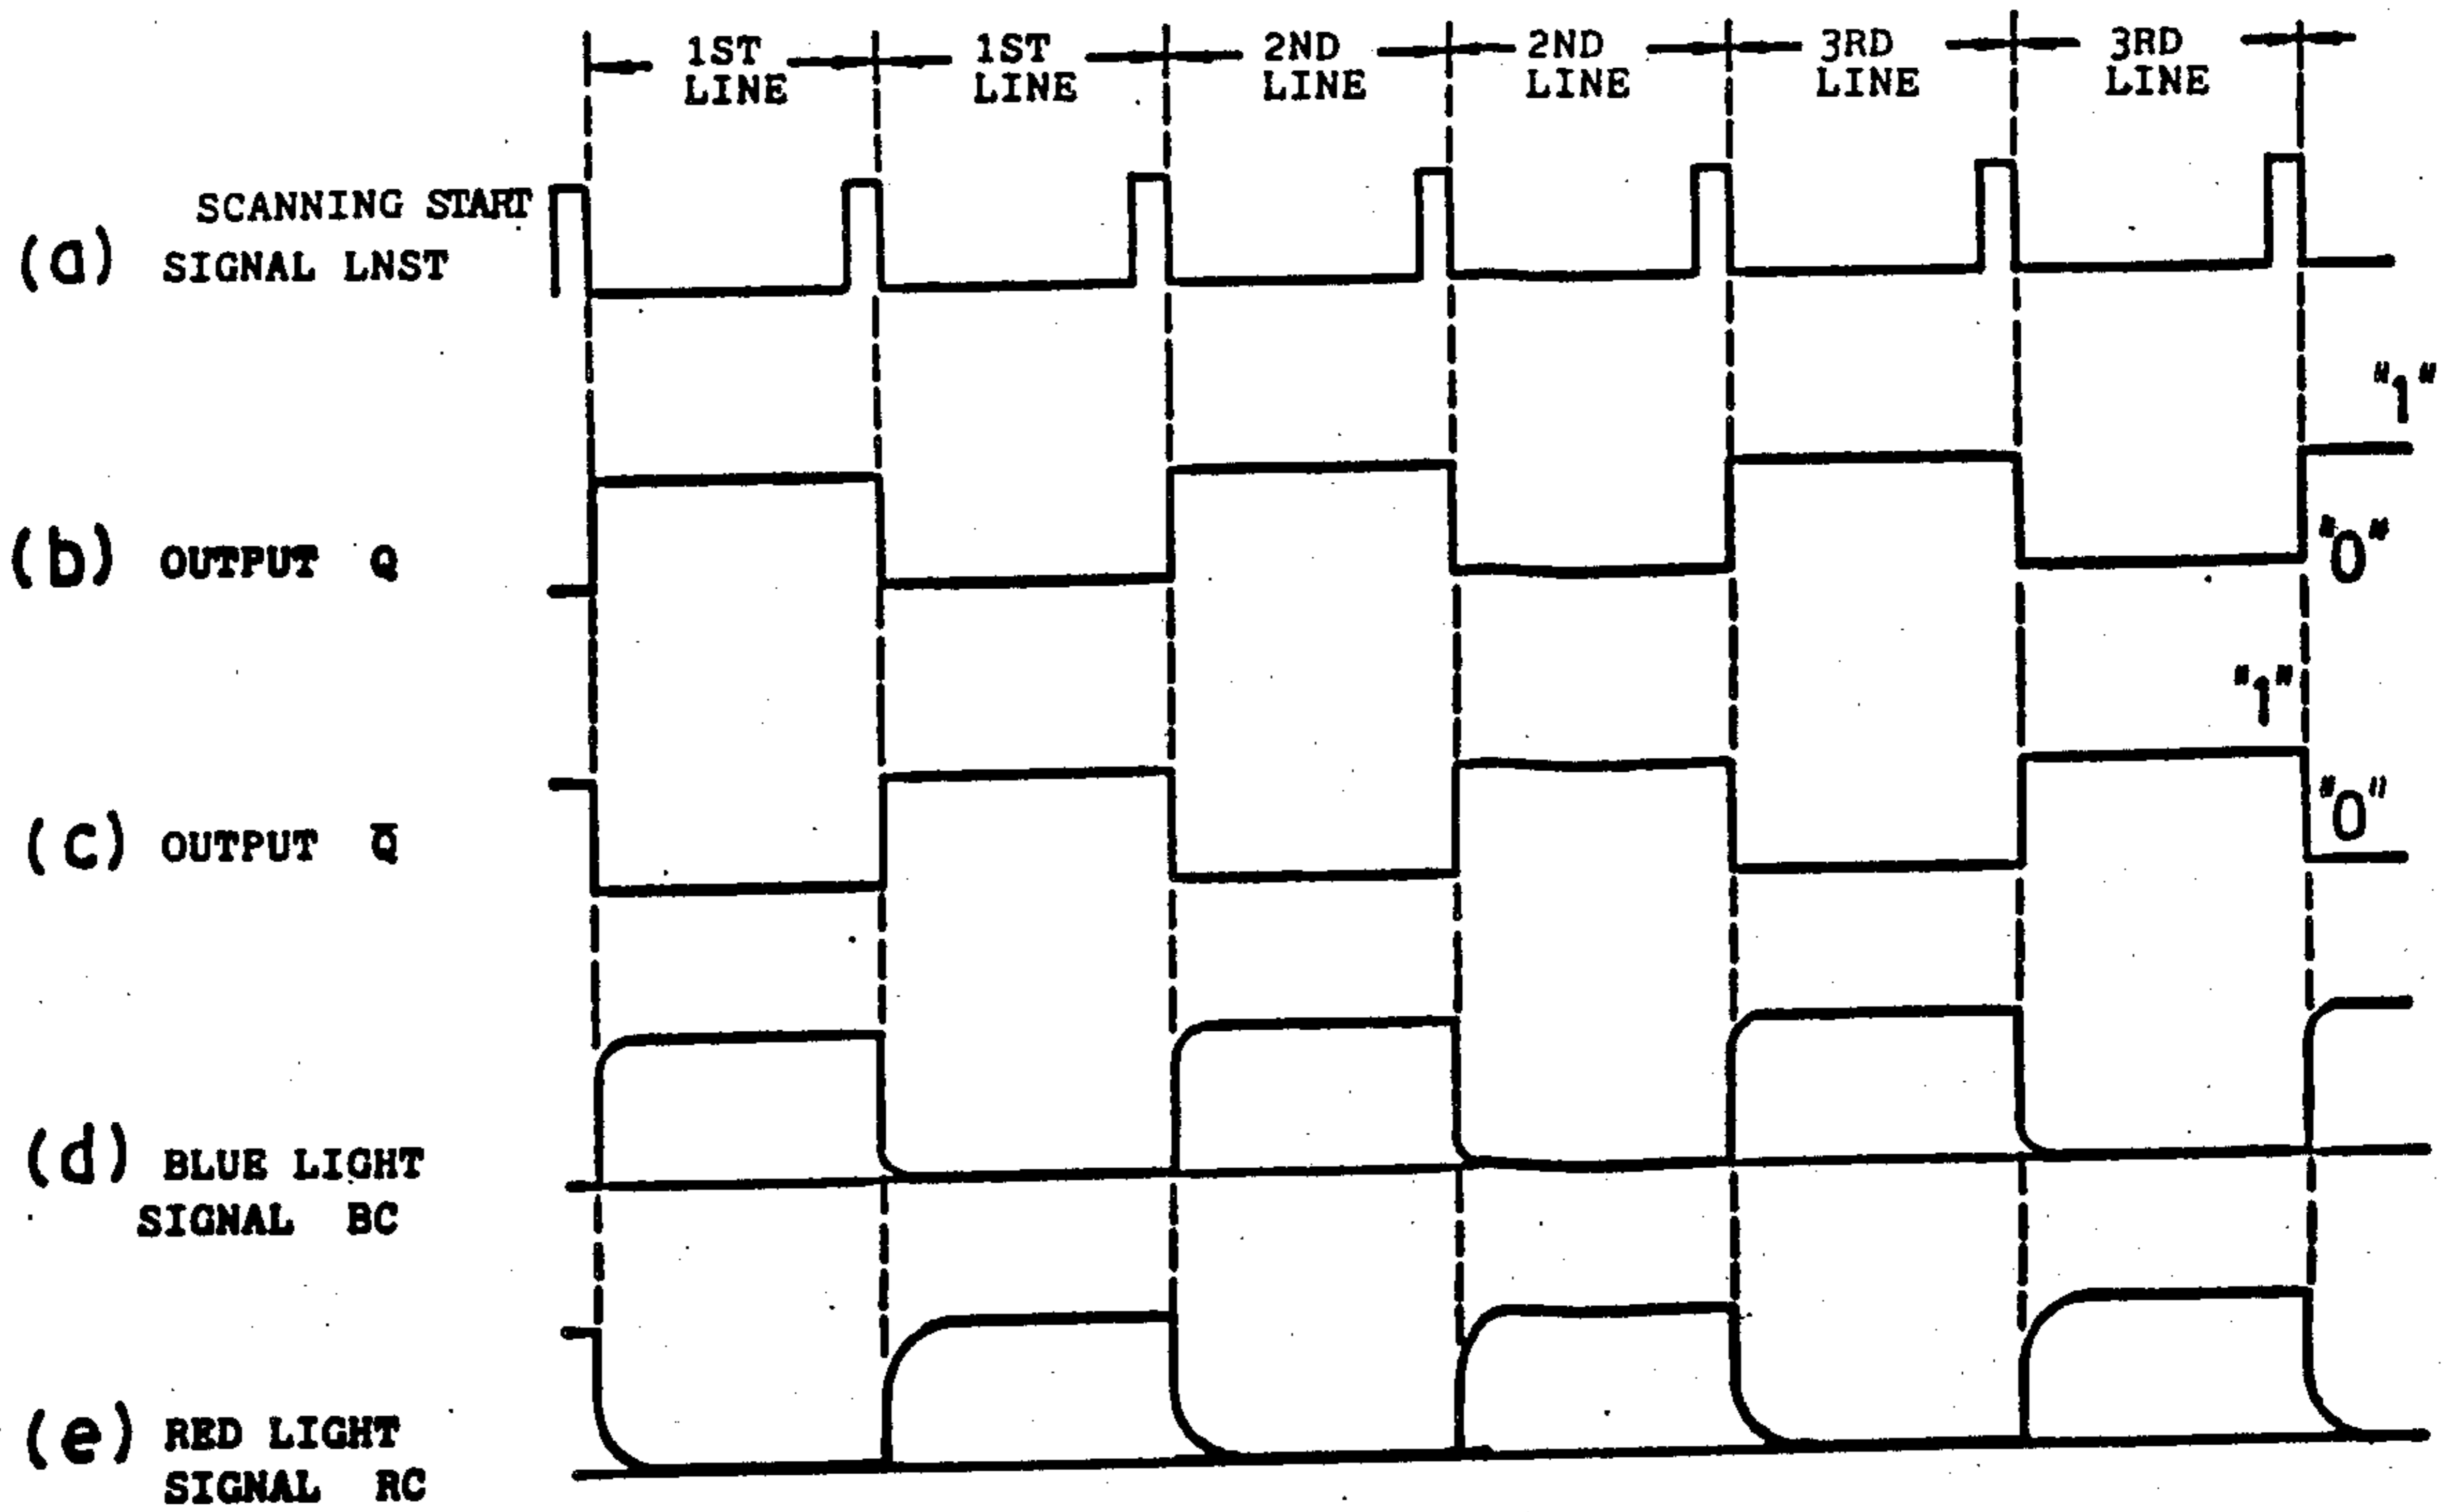 1ST LINE
1ST LINE
2ND LINE
2ND LINE
3RD LINE
3RD LINE
(a) SCANNING START
SIGNAL LNST
"1"
(b) OUTPUT Q
"0"
"1"
(c) OUTPUT Q̅
"0"
(d) BLUE LIGHT
SIGNAL BC
(e) RED LIGHT
SIGNAL RC